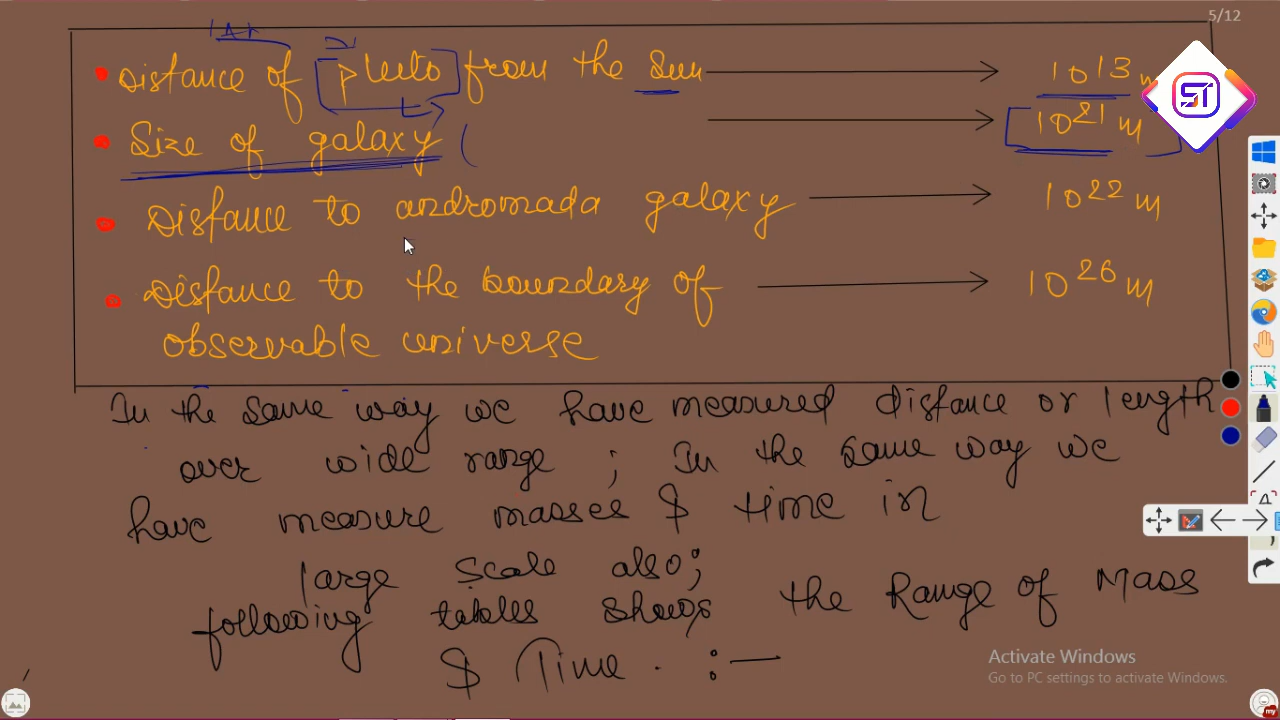 5/12
Distance of pluto from the Sun → 10^13 m
Size of galaxy ( → 10^21 m
Distance to andromada galaxy → 10^22 m
Distance to the boundary of → 10^26 m
observable universe
In the same way we have measured distance or length
over wide range ; In the same way we
have measure masses & time in
large scale also;
following tables shows the Range of Mass
& Time . :—
Activate Windows
Go to PC settings to activate Windows.